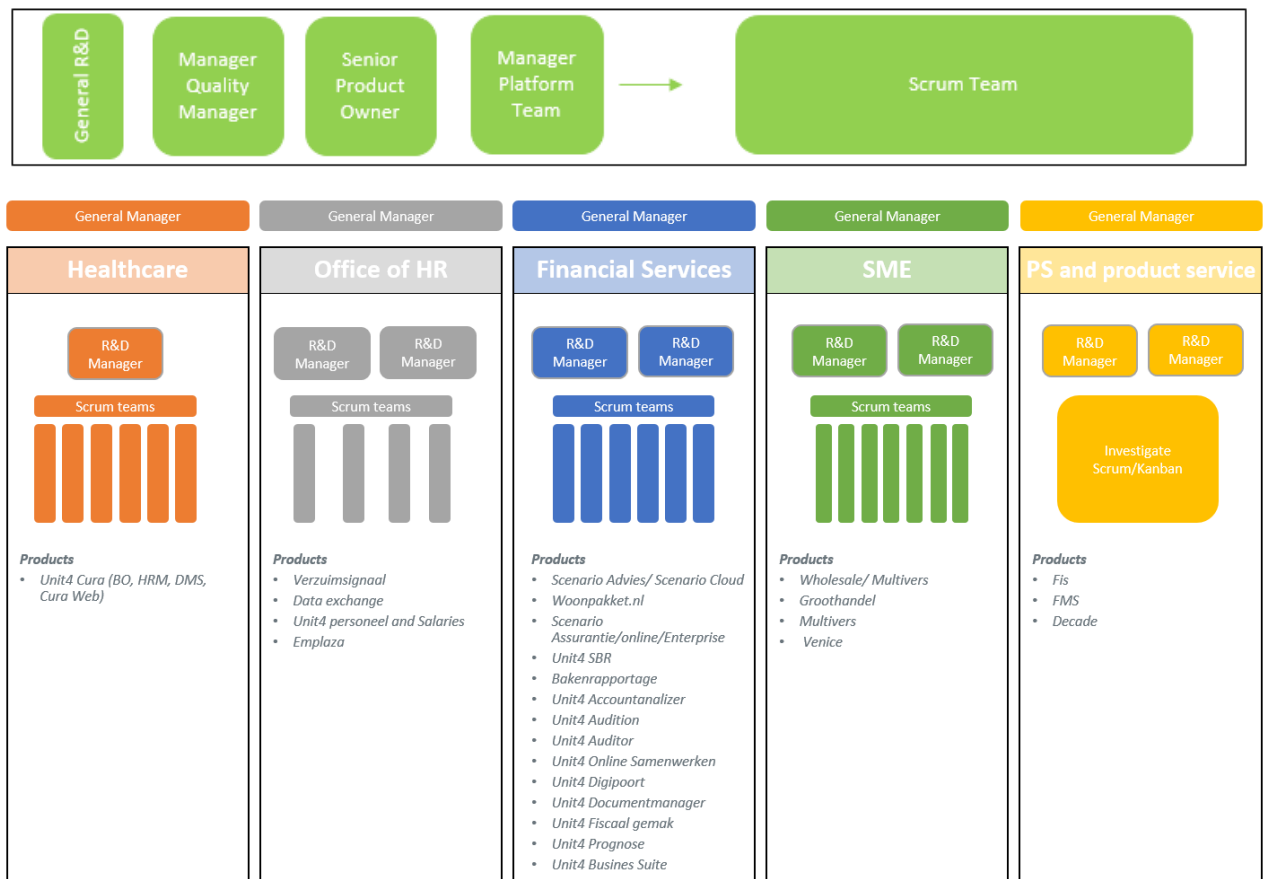 General R&D
Manager
Quality
Manager
Senior
Product
Owner
Manager
Platform
Team
Scrum Team
General Manager
General Manager
General Manager
General Manager
General Manager
Healthcare
Office of HR
Financial Services
SME
PS and product service
R&D
Manager
R&D
Manager
R&D
Manager
R&D
Manager
R&D
Manager
R&D
Manager
R&D
Manager
R&D
Manager
R&D
Manager
Scrum teams
Scrum teams
Scrum teams
Scrum teams
Investigate
Scrum/Kanban
Products
• Unit4 Cura (BO, HRM, DMS,
Cura Web)
Products
• Verzuimsignaal
• Data exchange
• Unit4 personeel and Salaries
• Emplaza
Products
• Scenario Advies/ Scenario Cloud
• Woonpakket.nl
• Scenario
Assurantie/online/Enterprise
• Unit4 SBR
• Bakenrapportage
• Unit4 Accountanalizer
• Unit4 Audition
• Unit4 Auditor
• Unit4 Online Samenwerken
• Unit4 Digipoort
• Unit4 Documentmanager
• Unit4 Fiscaal gemak
• Unit4 Prognose
• Unit4 Busines Suite
Products
• Wholesale/ Multivers
• Groothandel
• Multivers
• Venice
Products
• Fis
• FMS
• Decade